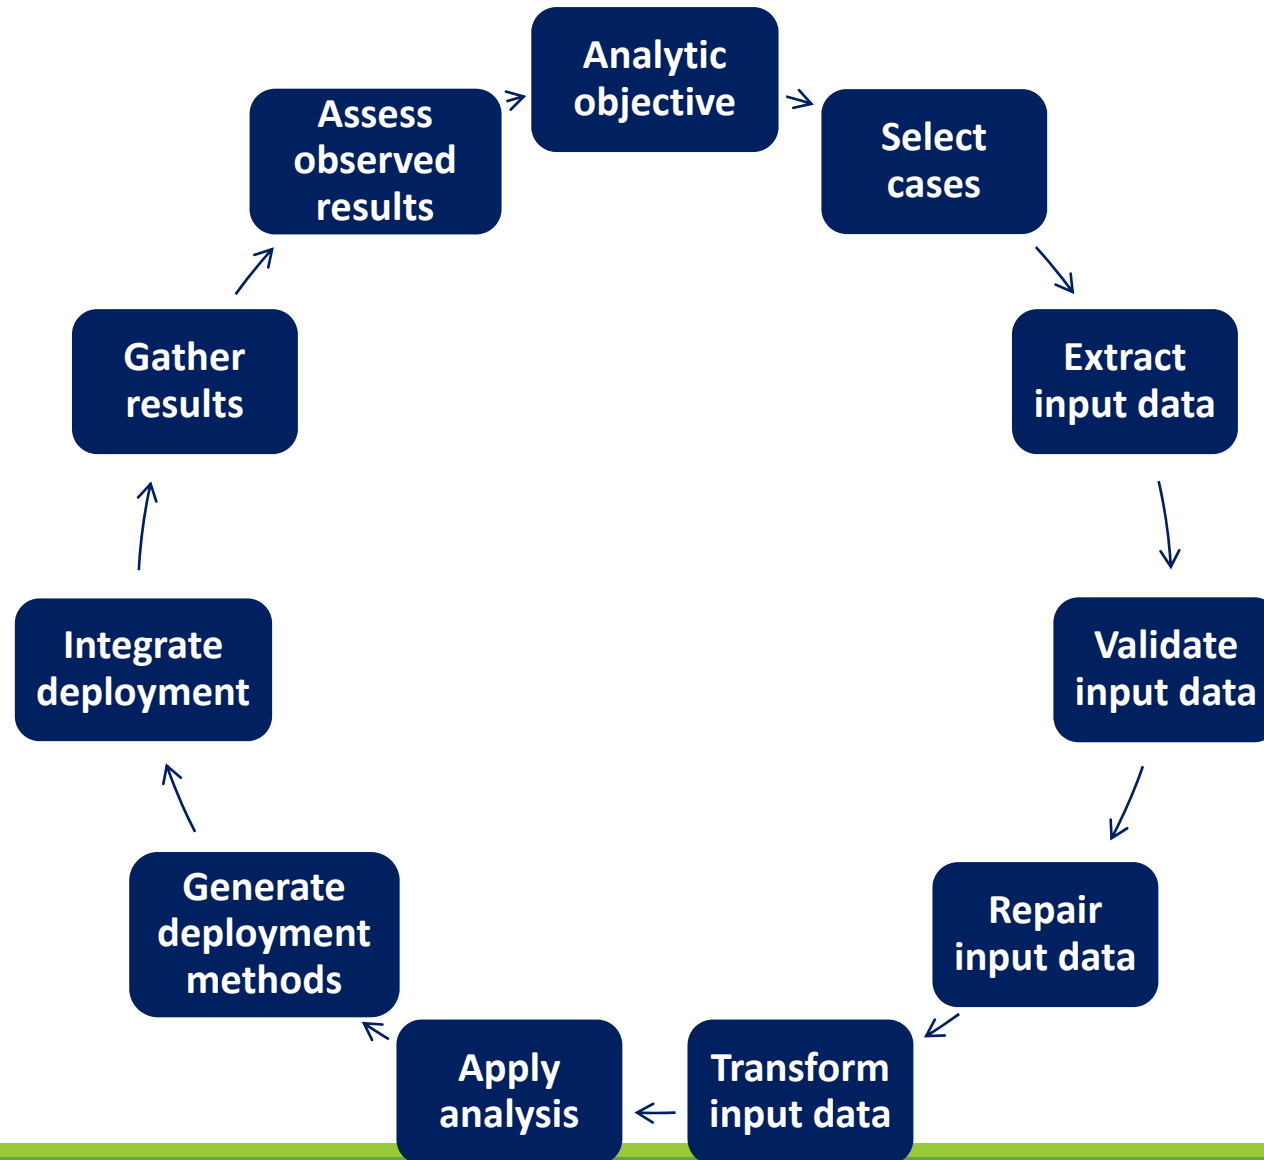 Analytic
objective
Select
cases
Extract
input data
Validate
input data
Repair
input data
Transform
input data
Apply
analysis
Generate
deployment
methods
Integrate
deployment
Gather
results
Assess
observed
results